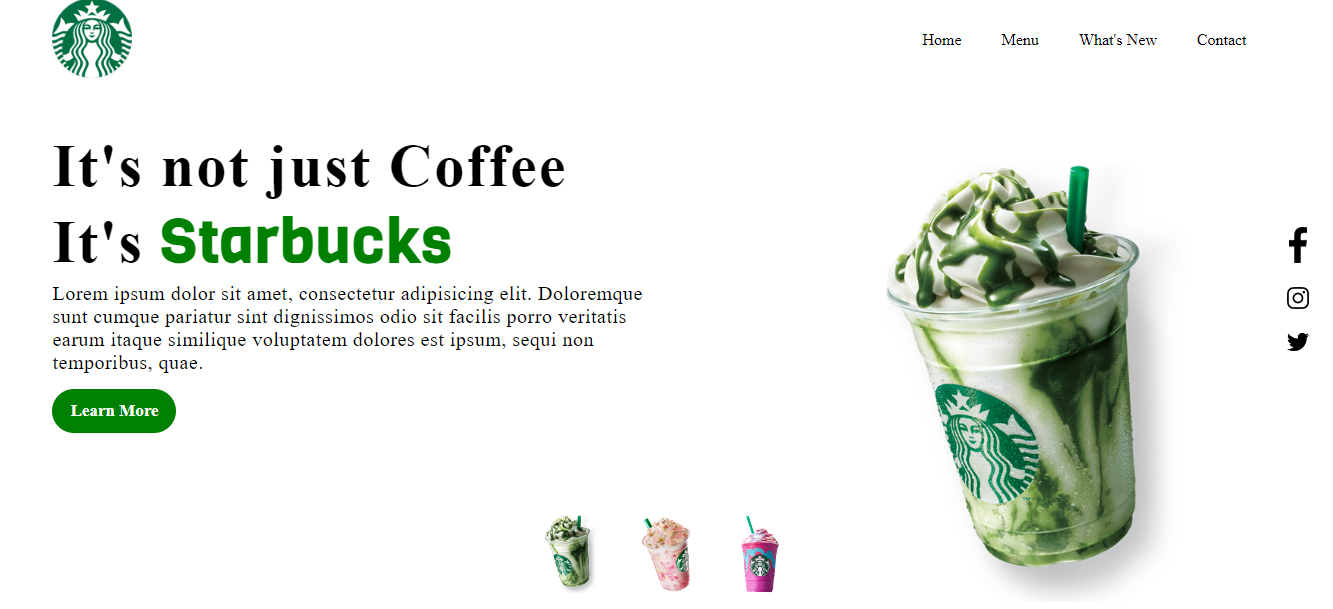 Home Menu What's New Contact
It's not just Coffee
It's Starbucks
Lorem ipsum dolor sit amet, consectetur adipisicing elit. Doloremque
sunt cumque pariatur sint dignissimos odio sit facilis porro veritatis
earum itaque similique voluptatem dolores est ipsum, sequi non
temporibus, quae.
Learn More